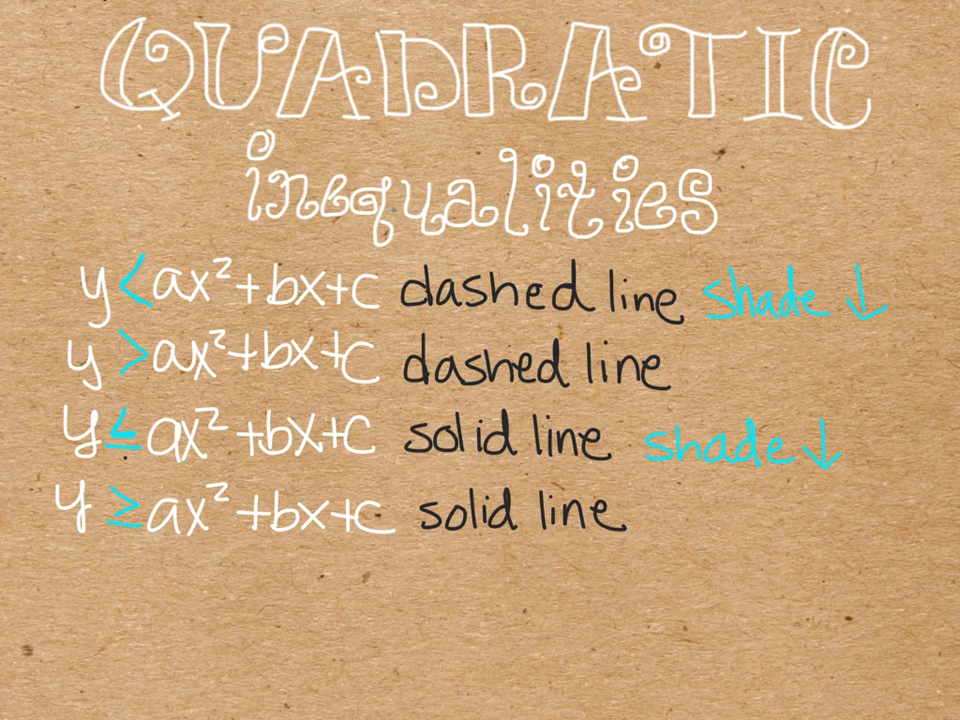 QUADRATIC
inequalities
y < ax² + bx + c dashed line shade ↓
y > ax² + bx + c dashed line
y ≤ ax² + bx + c solid line shade ↓
y ≥ ax² + bx + c solid line